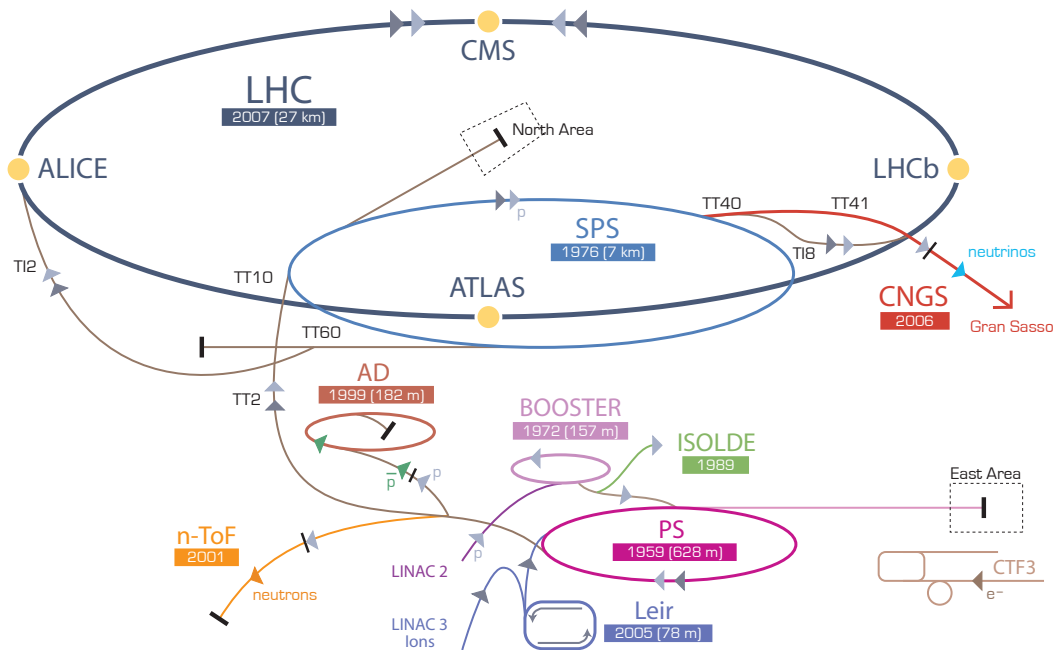 CMS
LHC
2007 (27 km)
North Area
ALICE
LHCb
TT40
TT41
p
SPS
1976 (7 km)
TI8
neutrinos
TI2
TT10
ATLAS
CNGS
2006
Gran Sasso
TT60
AD
1999 (182 m)
TT2
BOOSTER
1972 (157 m)
ISOLDE
1989
p
p
East Area
n-ToF
2001
PS
1959 (628 m)
p
LINAC 2
neutrons
CTF3
e–
LINAC 3
Ions
Leir
2005 (78 m)